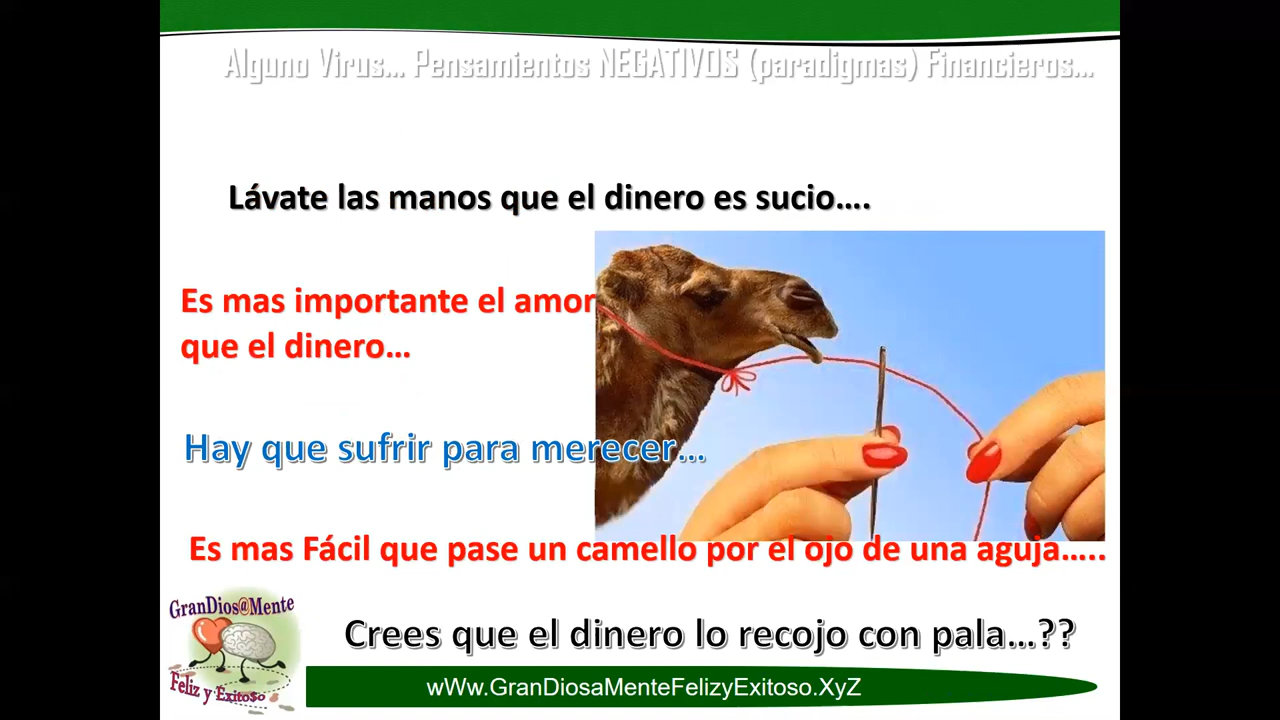 Alguno Virus... Pensamientos NEGATIVOS (paradigmas) Financieros...
Lávate las manos que el dinero es sucio....
Es mas importante el amor
que el dinero...
Hay que sufrir para merecer...
Es mas Fácil que pase un camello por el ojo de una aguja.....
Crees que el dinero lo recojo con pala...??
GranDios@Mente
Feliz y Exito$o
wWw.GranDiosaMenteFelizyExitoso.XyZ